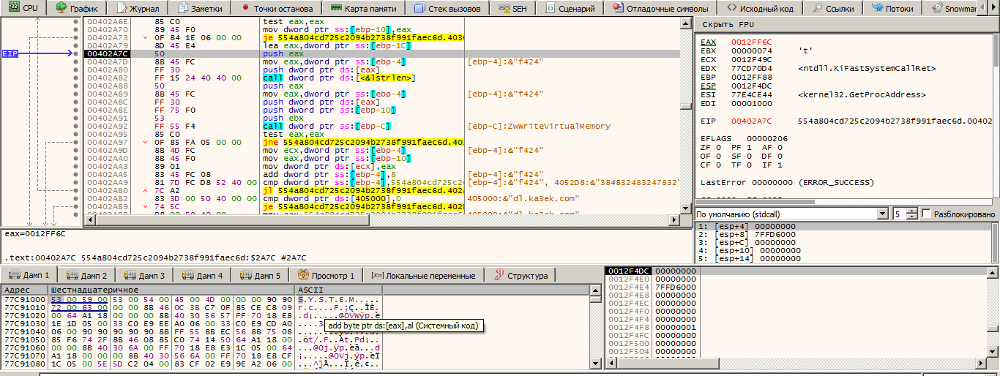 CPU График Журнал Заметки Точки останова Карта памяти Стек вызовов SEH Сценарий Отладочные символы Исходный код Ссылки Потоки Snowman
00402A6E 85 C0 test eax,eax
00402A70 89 45 F0 mov dword ptr ss:[ebp-10],eax
00402A73 0F 84 1E 06 00 00 je 554a804cd725c2094b2738f991faec6d.4030
00402A79 8D 45 E4 lea eax,dword ptr ss:[ebp-1C]
EIP 00402A7C 50 push eax
00402A7D 8B 45 FC mov eax,dword ptr ss:[ebp-4] [ebp-4]:&"f424"
00402A80 FF 30 push dword ptr ds:[eax]
00402A82 FF 15 24 40 40 00 call dword ptr ds:[<&lstrlen>]
00402A88 50 push eax
00402A89 8B 45 FC mov eax,dword ptr ss:[ebp-4] [ebp-4]:&"f424"
00402A8C FF 30 push dword ptr ds:[eax]
00402A8E FF 75 F0 push dword ptr ss:[ebp-10]
00402A91 53 push ebx
00402A92 FF 55 F4 call dword ptr ss:[ebp-C] [ebp-C]:ZwWriteVirtualMemory
00402A95 85 C0 test eax,eax
00402A97 0F 85 FA 05 00 00 jne 554a804cd725c2094b2738f991faec6d.403
00402A9D 8B 4D FC mov ecx,dword ptr ss:[ebp-4] [ebp-4]:&"f424"
00402AA0 8B 45 F0 mov eax,dword ptr ss:[ebp-10]
00402AA3 89 01 mov dword ptr ds:[ecx],eax
00402AA5 83 45 FC 08 add dword ptr ss:[ebp-4],8 [ebp-4]:&"f424"
00402AA9 81 7D FC D8 52 40 00 cmp dword ptr ss:[ebp-4],554a804cd725c20 [ebp-4]:&"f424", 4052D8:&"384832483247832"
00402AB0 7C A2 jl 554a804cd725c2094b2738f991faec6d.402A
00402AB2 83 3D 00 50 40 00 cmp dword ptr ds:[405000],0 405000:&"dl.ka3ek.com"
00402AB9 74 5C je 554a804cd725c2094b2738f991faec6d.402
Скрыть FPU
EAX 0012FF6C
EBX 00000074 't'
ECX 0012F49C
EDX 77CD70D4 <ntdll.KiFastSystemCallRet>
EBP 0012FF88
ESP 0012F4DC
ESI 77E4CE44 <kernel32.GetProcAddress>
EDI 00001000
EIP 00402A7C 554a804cd725c2094b2738f991faec6d.00402
EFLAGS 00000206
ZF 0 PF 1 AF 0
OF 0 SF 0 DF 0
CF 0 TF 0 IF 1
LastError 00000000 (ERROR_SUCCESS)
По умолчанию (stdcall) 5 Разблокировано
1: [esp+4] 00000000
2: [esp+8] 7FFD6000
3: [esp+C] 00000000
4: [esp+10] 00000000
5: [esp+14] 00000000
eax=0012FF6C
.text:00402A7C 554a804cd725c2094b2738f991faec6d:$2A7C #2A7C
Дамп 1 Дамп 2 Дамп 3 Дамп 4 Дамп 5 Просмотр 1 [x=] Локальные переменные Структура
Адрес Шестнадцатеричное ASCII
77C91000 53 00 59 00 53 00 54 00 45 00 4D 00 00 00 90 90 S.Y.S.T.E.M.....
77C91010 72 00 63 00 00 00 8B 46 0C 3B C7 0F 85 CE C8 09 r.c....F.;Ç..ÎÈ.
77C91020 00 64 A1 18 00 00 00 8B 40 30 56 57 FF 70 18 E8 .d¡.....@0VWÿp.è
77C91030 1E 1D 05 00 33 C0 E9 EE A0 06 00 33 C0 E9 CD A0
77C91040 06 00 90 90 90 90 90 8B FF 55 8B EC 56 8B 75 08
77C91050 85 F6 74 2F 8B 46 08 85 C0 74 14 50 64 A1 18 00 .öt/.F..Àt.Pd¡..
77C91060 00 00 8B 40 30 6A 00 FF 70 18 E8 E3 1C 05 00 64 ...@0j.ÿp.èã...d
77C91070 A1 18 00 00 00 8B 40 30 56 6A 00 FF 70 18 E8 CF ¡.....@0Vj.ÿp.èÏ
77C91080 1C 05 00 5E 5D C2 04 00 83 CF 02 E9 9E A2 06 00 ...^]Â...Ï.é.¢..
add byte ptr ds:[eax],al (Системный код)
0012F4DC 00000000
0012F4E0 00000000
0012F4E4 7FFD6000
0012F4E8 00000000
0012F4EC 00000000
0012F4F0 00000000
0012F4F4 00000000
0012F4F8 00000001
0012F4FC 00000000
0012F500 00000000
0012F504 00000000